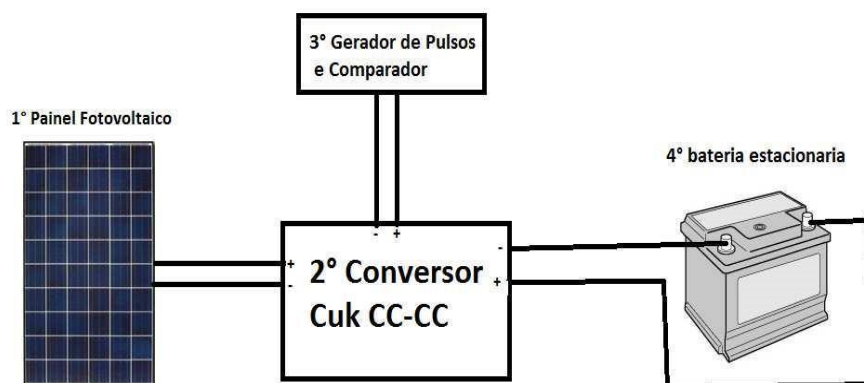 3° Gerador de Pulsos
e Comparador
1° Painel Fotovoltaico
4° bateria estacionaria
- +
+
-
2° Conversor
Cuk CC-CC
-
+